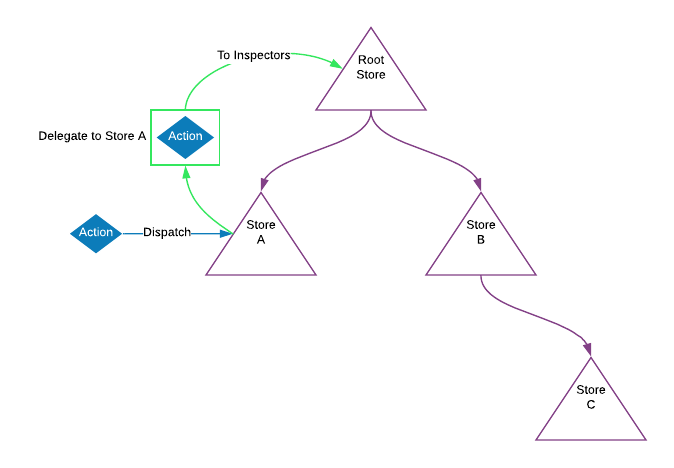 To Inspectors
Root
Store
Delegate to Store A
Action
Action
Dispatch
Store
A
Store
B
Store
C